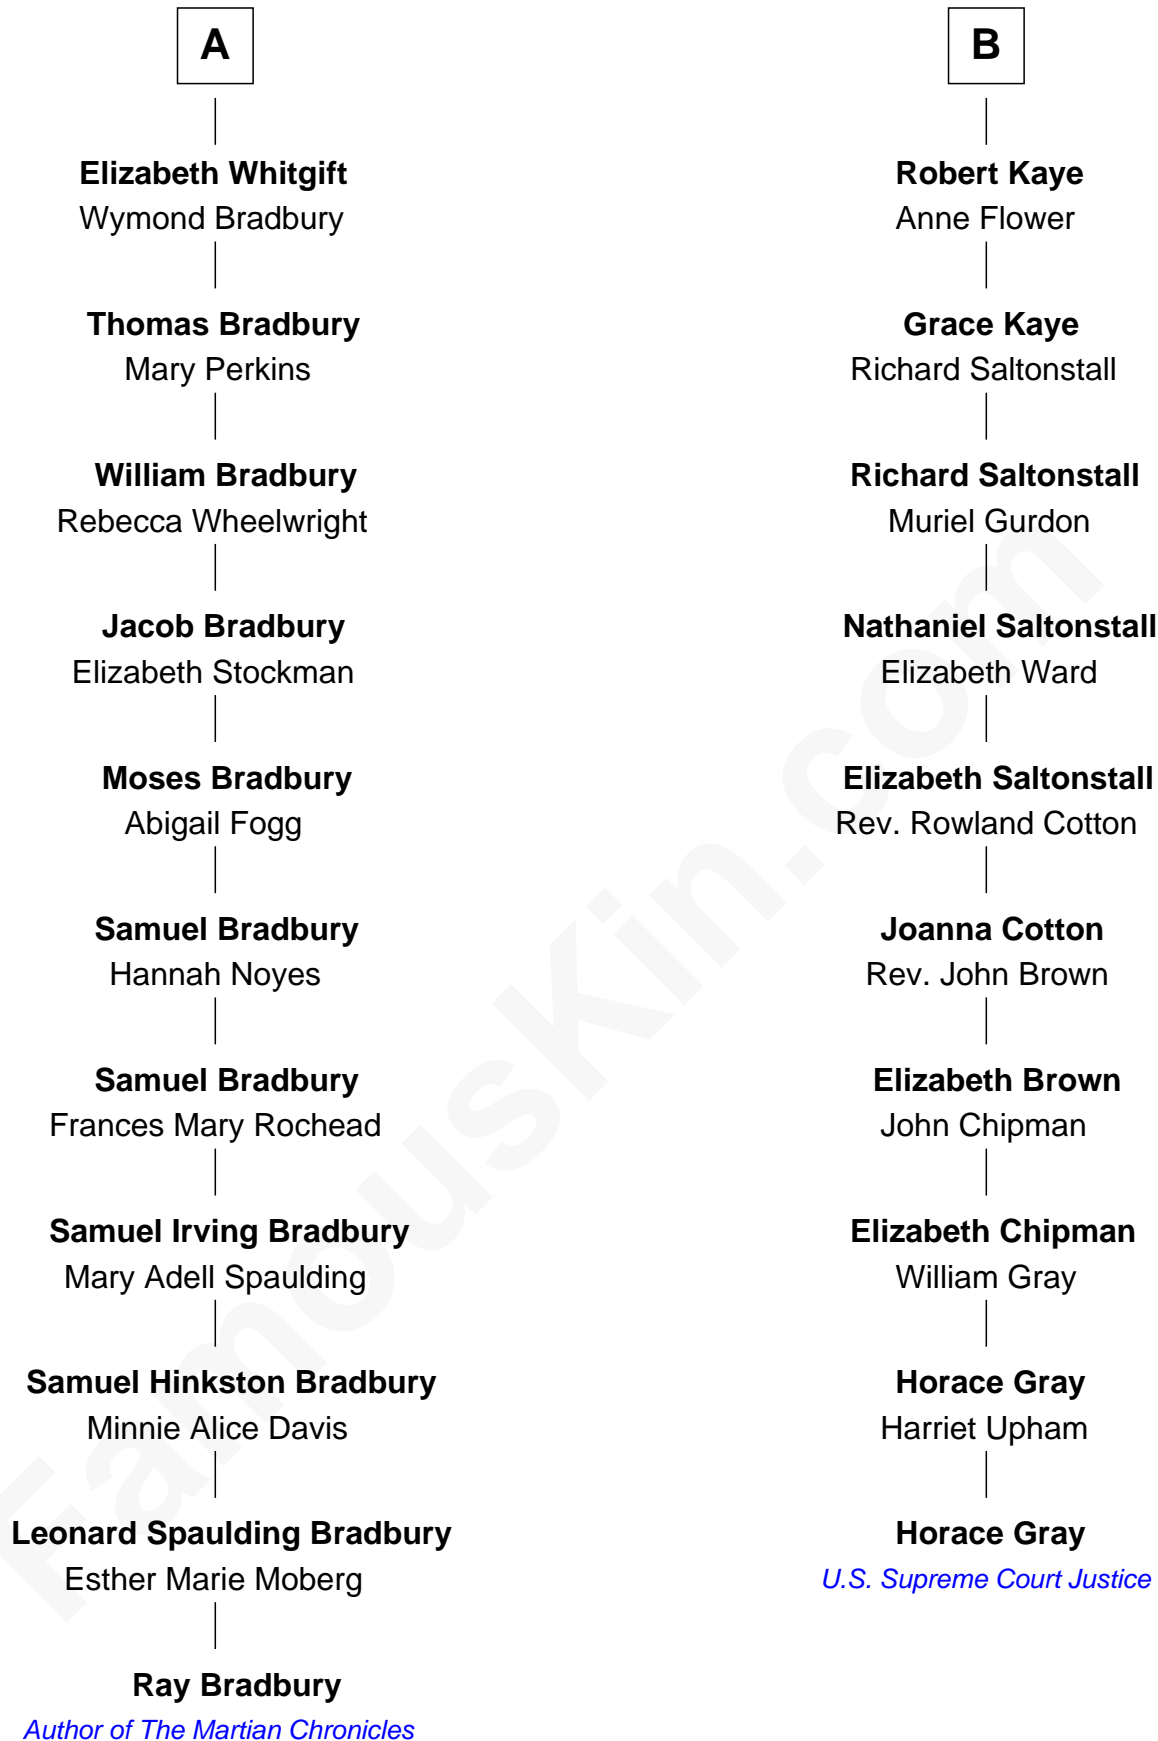 A
Elizabeth Whitgift
Wymond Bradbury
Thomas Bradbury
Mary Perkins
William Bradbury
Rebecca Wheelwright
Jacob Bradbury
Elizabeth Stockman
Moses Bradbury
Abigail Fogg
Samuel Bradbury
Hannah Noyes
Samuel Bradbury
Frances Mary Rochead
Samuel Irving Bradbury
Mary Adell Spaulding
Samuel Hinkston Bradbury
Minnie Alice Davis
Leonard Spaulding Bradbury
Esther Marie Moberg
Ray Bradbury
Author of The Martian Chronicles
B
Robert Kaye
Anne Flower
Grace Kaye
Richard Saltonstall
Richard Saltonstall
Muriel Gurdon
Nathaniel Saltonstall
Elizabeth Ward
Elizabeth Saltonstall
Rev. Rowland Cotton
Joanna Cotton
Rev. John Brown
Elizabeth Brown
John Chipman
Elizabeth Chipman
William Gray
Horace Gray
Harriet Upham
Horace Gray
U.S. Supreme Court Justice
FamousKin.com